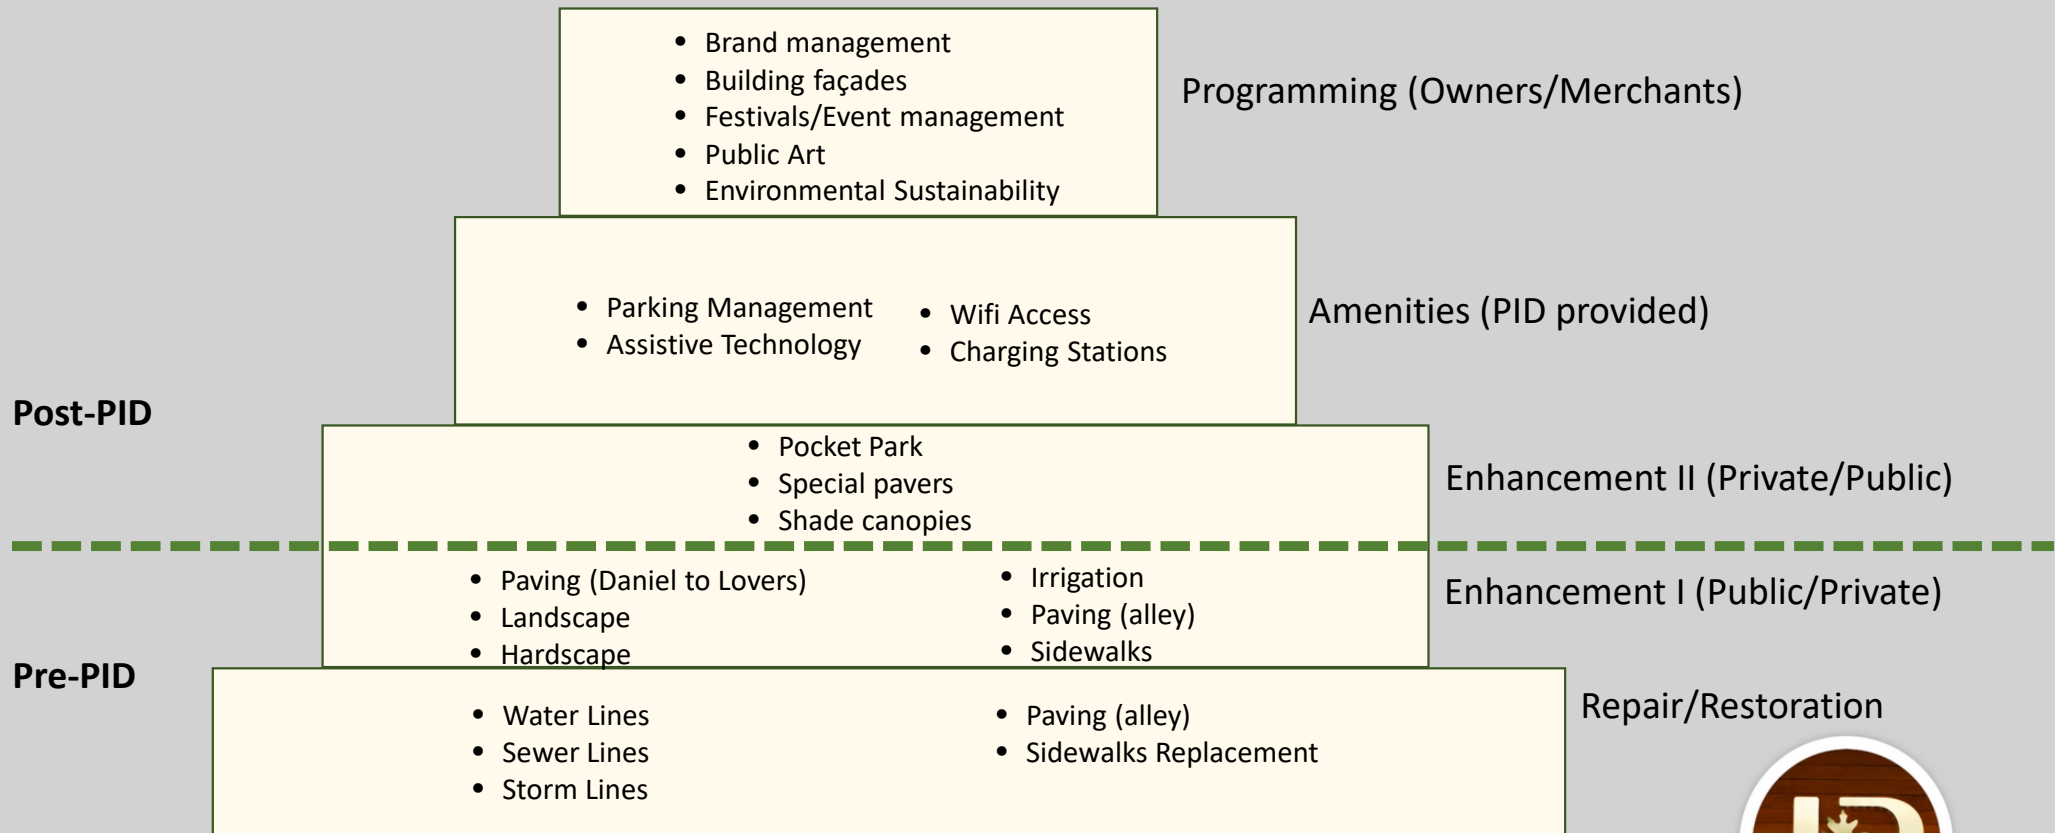 • Brand management
• Building façades
• Festivals/Event management
• Public Art
• Environmental Sustainability
Programming (Owners/Merchants)
• Parking Management
• Assistive Technology
• Wifi Access
• Charging Stations
Amenities (PID provided)
Post-PID
• Pocket Park
• Special pavers
• Shade canopies
Enhancement II (Private/Public)
• Paving (Daniel to Lovers)
• Landscape
• Hardscape
• Irrigation
• Paving (alley)
• Sidewalks
Enhancement I (Public/Private)
Pre-PID
• Water Lines
• Sewer Lines
• Storm Lines
• Paving (alley)
• Sidewalks Replacement
Repair/Restoration